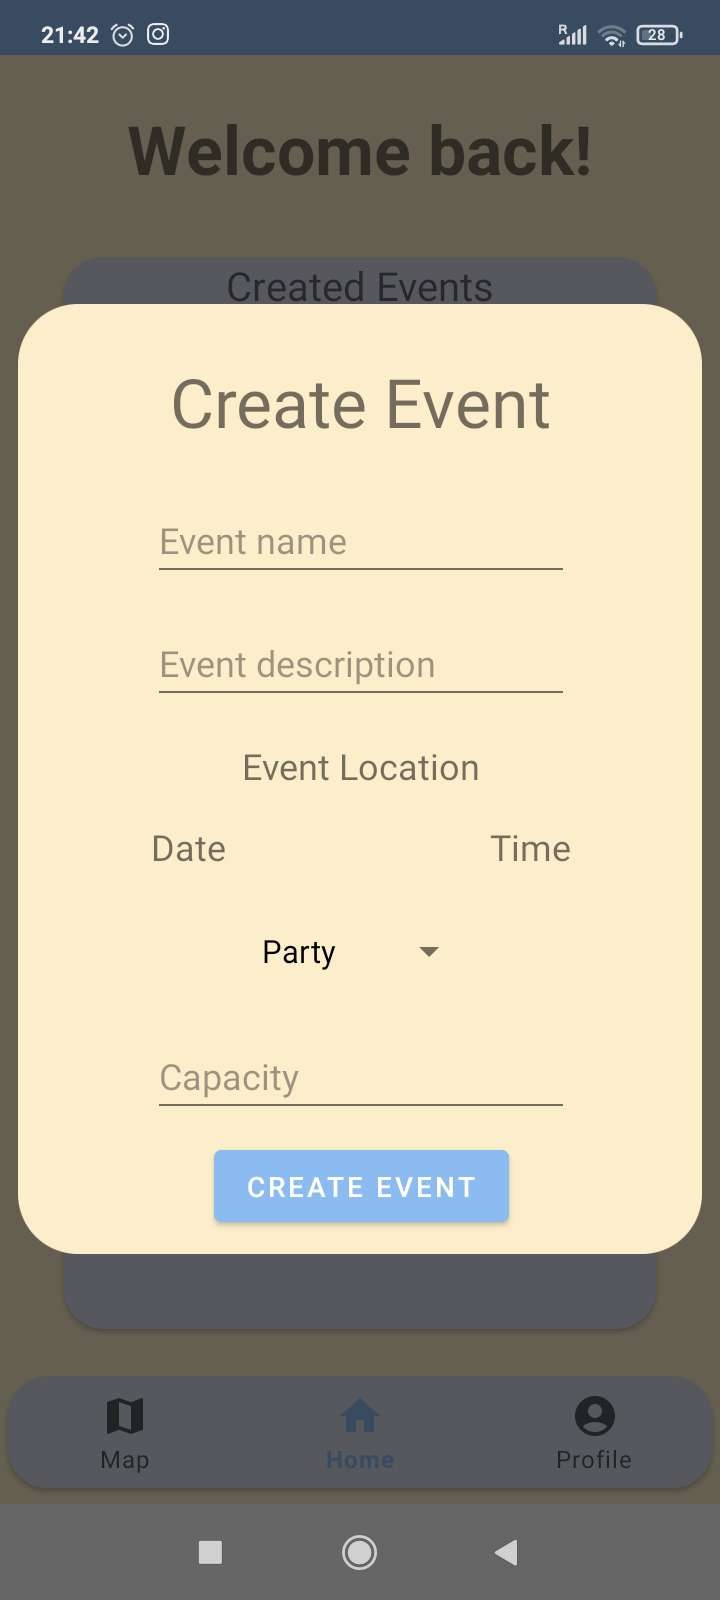 21:42
R
28
Welcome back!
Created Events
Create Event
Event name
Event description
Event Location
Date Time
Party
Capacity
CREATE EVENT
Map Home Profile